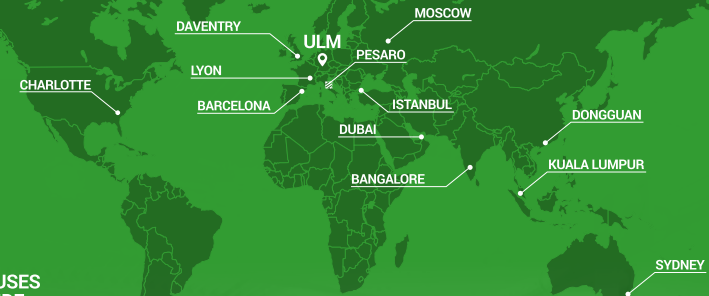 MOSCOW
DAVENTRY
ULM
PESARO
LYON
CHARLOTTE
BARCELONA
ISTANBUL
DONGGUAN
DUBAI
KUALA LUMPUR
BANGALORE
SYDNEY
USES